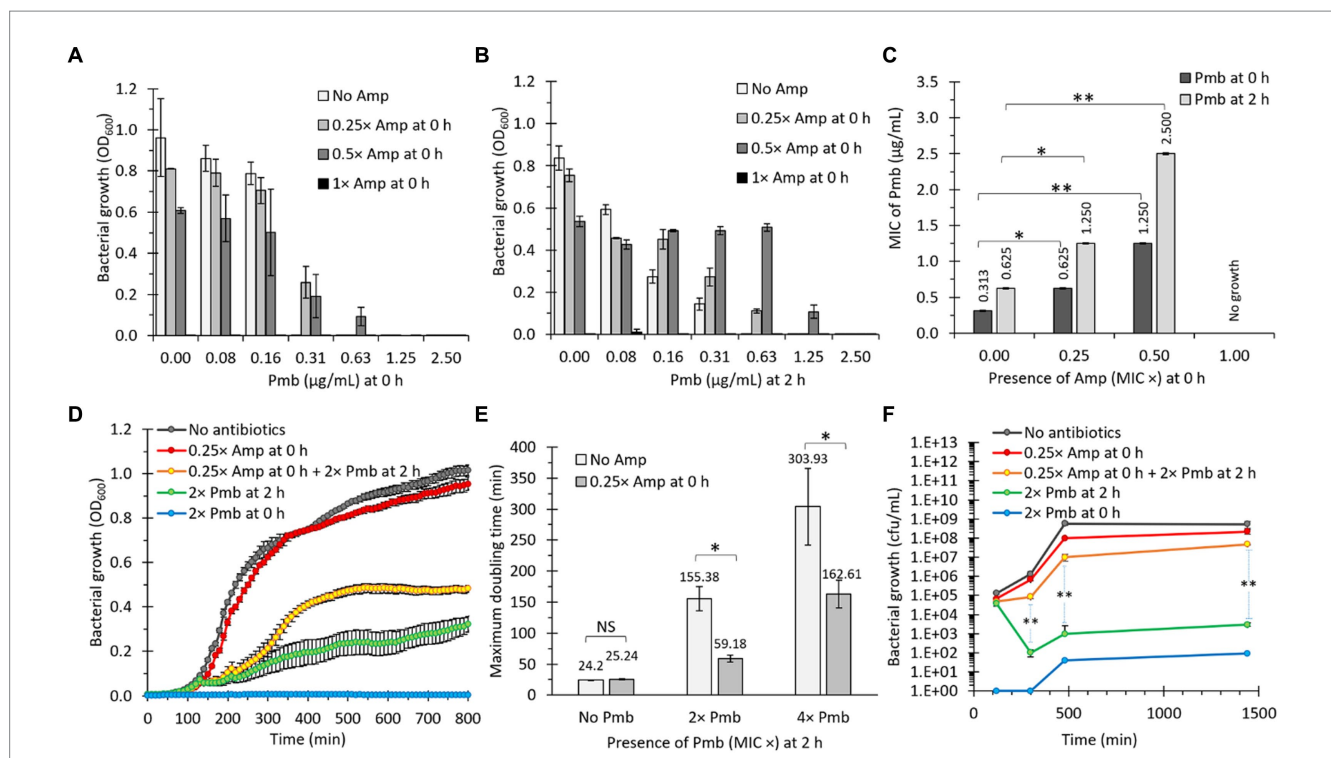 A
Bacterial growth (OD600)
1.2
1.0
0.8
0.6
0.4
0.2
0.0
No Amp
0.25× Amp at 0 h
0.5× Amp at 0 h
1× Amp at 0 h
0.00 0.08 0.16 0.31 0.63 1.25 2.50
Pmb (µg/mL) at 0 h
B
Bacterial growth (OD600)
1.2
1.0
0.8
0.6
0.4
0.2
0.0
No Amp
0.25× Amp at 0 h
0.5× Amp at 0 h
1× Amp at 0 h
0.00 0.08 0.16 0.31 0.63 1.25 2.50
Pmb (µg/mL) at 2 h
C
MIC of Pmb (µg/mL)
3.5
3.0
2.5
2.0
1.5
1.0
0.5
0.0
Pmb at 0 h
Pmb at 2 h
**
*
**
*
0.313
0.625
0.625
1.250
1.250
2.500
No growth
0.00 0.25 0.50 1.00
Presence of Amp (MIC ×) at 0 h
D
Bacterial growth (OD600)
1.2
1.0
0.8
0.6
0.4
0.2
0.0
No antibiotics
0.25× Amp at 0 h
0.25× Amp at 0 h + 2× Pmb at 2 h
2× Pmb at 2 h
2× Pmb at 0 h
0 100 200 300 400 500 600 700 800
Time (min)
E
Maximum doubling time (min)
400
350
300
250
200
150
100
50
0
No Amp
0.25× Amp at 0 h
NS
24.2
25.24
*
155.38
59.18
*
303.93
162.61
No Pmb 2× Pmb 4× Pmb
Presence of Pmb (MIC ×) at 2 h
F
Bacterial growth (cfu/mL)
1.E+13
1.E+12
1.E+11
1.E+10
1.E+09
1.E+08
1.E+07
1.E+06
1.E+05
1.E+04
1.E+03
1.E+02
1.E+01
1.E+00
No antibiotics
0.25× Amp at 0 h
0.25× Amp at 0 h + 2× Pmb at 2 h
2× Pmb at 2 h
2× Pmb at 0 h
**
**
**
0 500 1000 1500
Time (min)